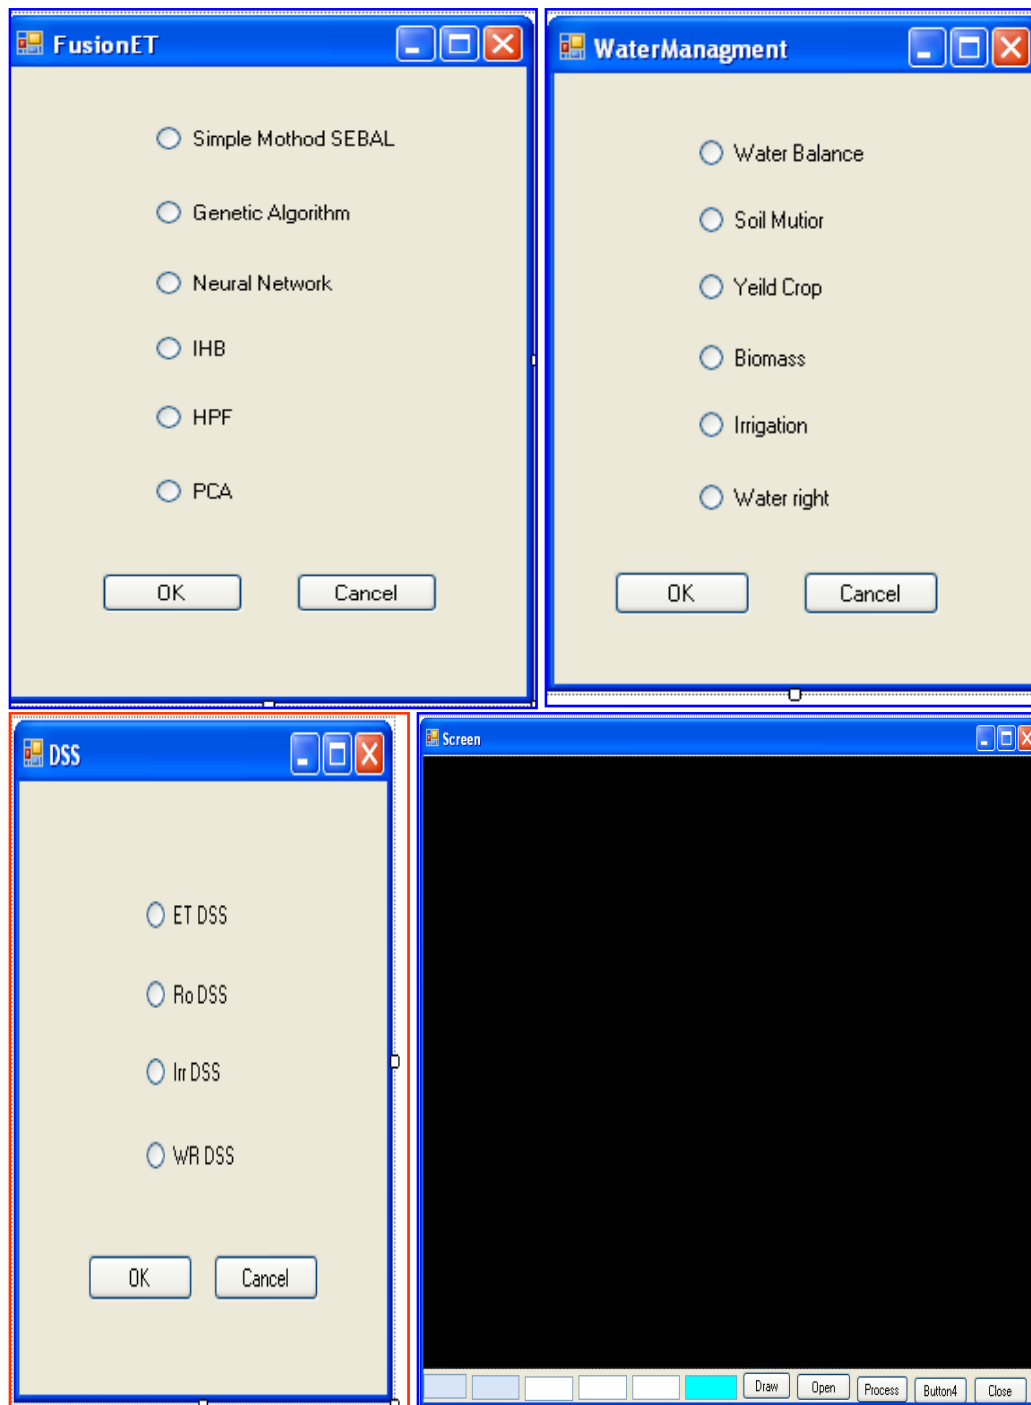 FusionET
Simple Mothod SEBAL
Genetic Algorithm
Neural Network
IHB
HPF
PCA
OK Cancel
WaterManagment
Water Balance
Soil Mutior
Yeild Crop
Biomass
Irrigation
Water right
OK Cancel
DSS
ET DSS
Ro DSS
Irr DSS
WR DSS
OK Cancel
Screen
Draw Open Process Button4 Close